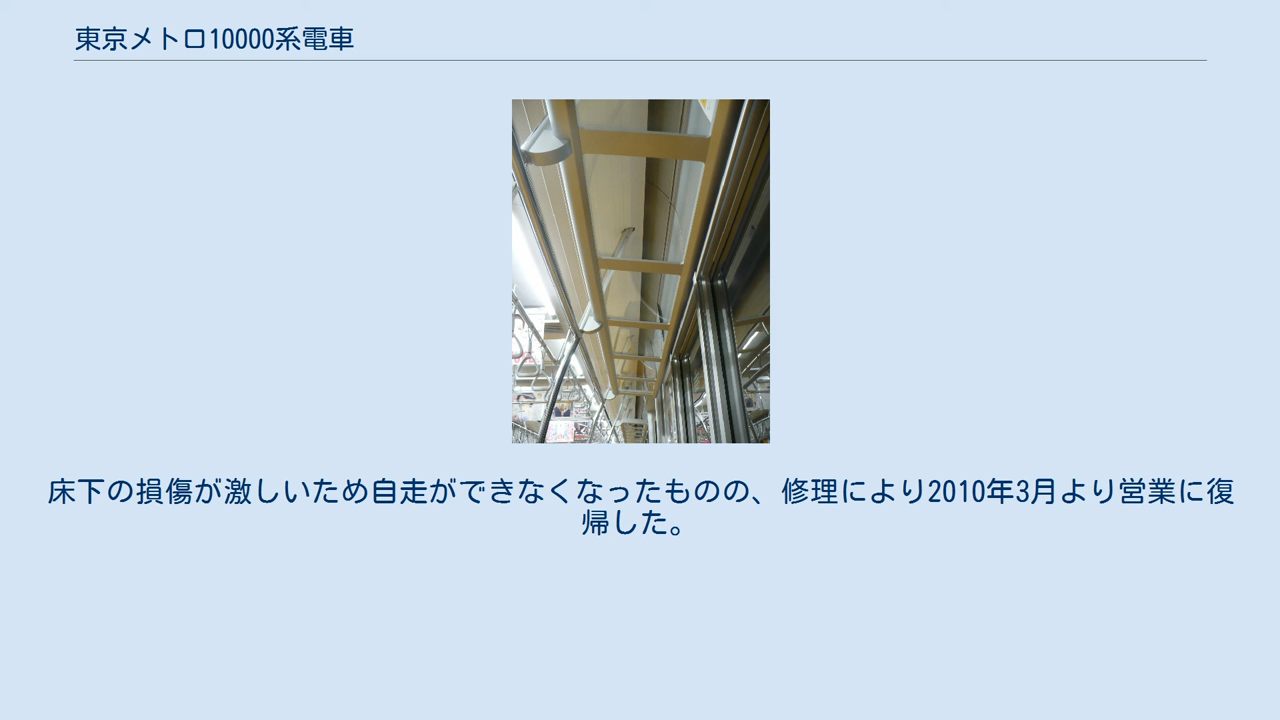 東京メトロ10000系電車
床下の損傷が激しいため自走ができなくなったものの、修理により2010年3月より営業に復
帰した。